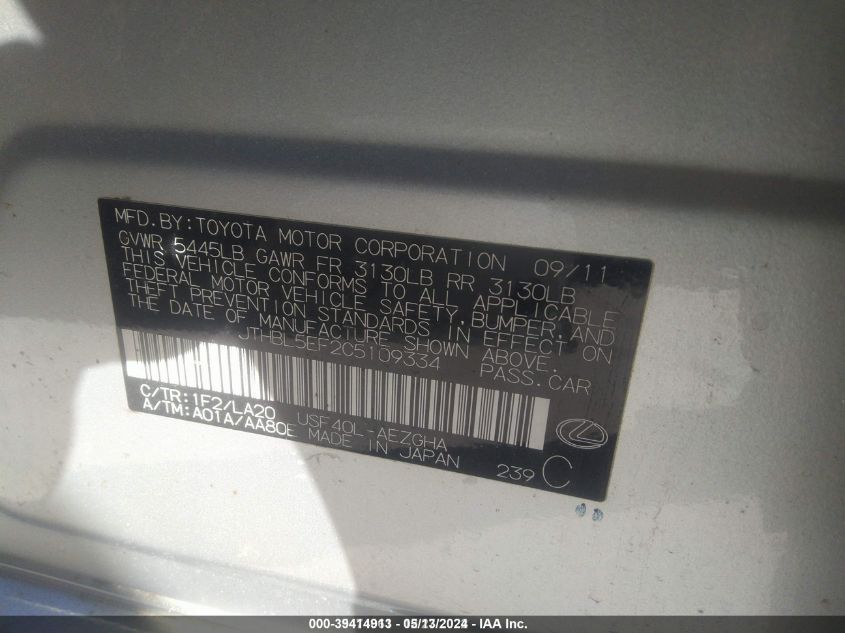 MFD.BY:TOYOTA MOTOR CORPORATION 09/11
GVWR 5445LB GAWR FR 3130LB RR 3130LB
THIS VEHICLE CONFORMS TO ALL APPLICABLE
FEDERAL MOTOR VEHICLE SAFETY,BUMPER,AND
THEFT PREVENTION STANDARDS IN EFFECT ON
THE DATE OF MANUFACTURE SHOWN ABOVE.
JTHBL5EF2C5109334 PASS.CAR
C/TR:1F2/LA20 USF40L-AEZGHA
A/TM:A01A/AA80E MADE IN JAPAN 239 C
000-39414913 - 05/13/2024 - IAA Inc.